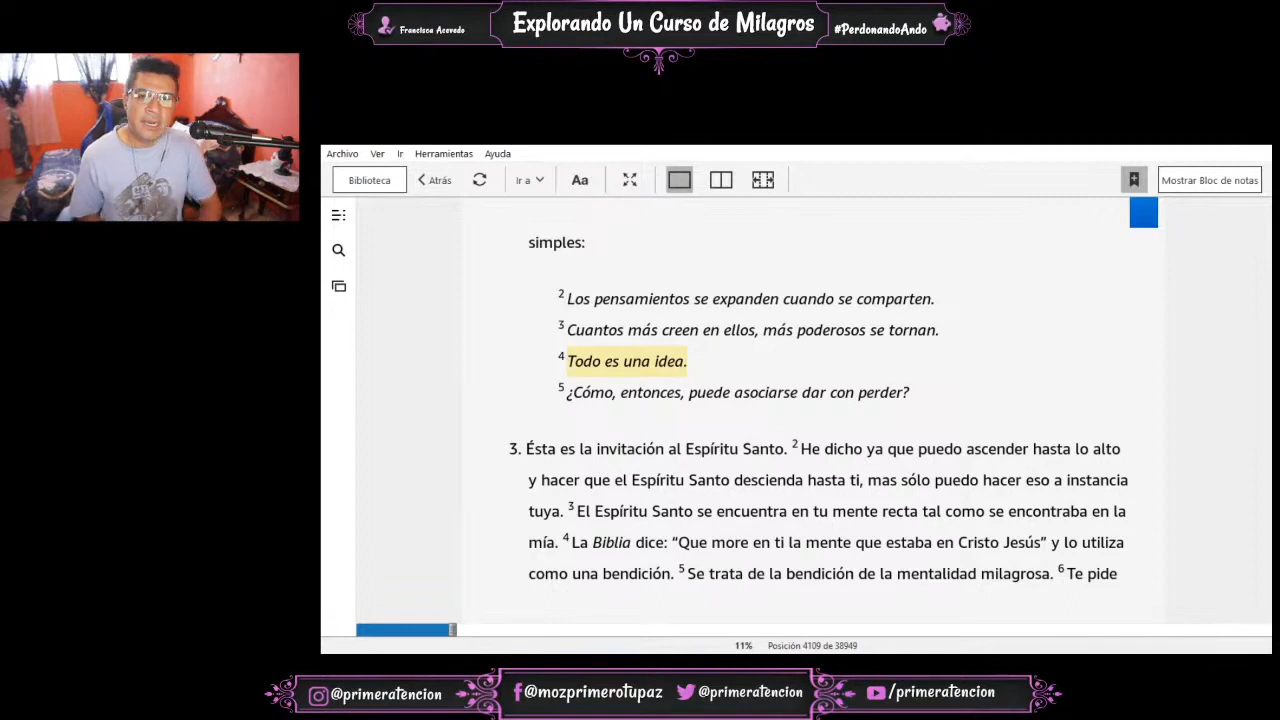 Francisca Acevedo
Explorando Un Curso de Milagros
#PerdonandoAndo
Archivo Ver Ir Herramientas Ayuda
Biblioteca Atrás Ir a Aa Mostrar Bloc de notas
simples:
2 Los pensamientos se expanden cuando se comparten.
3 Cuantos más creen en ellos, más poderosos se tornan.
4 Todo es una idea.
5 ¿Cómo, entonces, puede asociarse dar con perder?
3. Ésta es la invitación al Espíritu Santo. 2 He dicho ya que puedo ascender hasta lo alto
y hacer que el Espíritu Santo descienda hasta ti, mas sólo puedo hacer eso a instancia
tuya. 3 El Espíritu Santo se encuentra en tu mente recta tal como se encontraba en la
mía. 4 La Biblia dice: “Que more en ti la mente que estaba en Cristo Jesús” y lo utiliza
como una bendición. 5 Se trata de la bendición de la mentalidad milagrosa. 6 Te pide
11% Posición 4109 de 38949
@primeratencion
@mozprimerotupaz
@primeratencion
/primeratencion